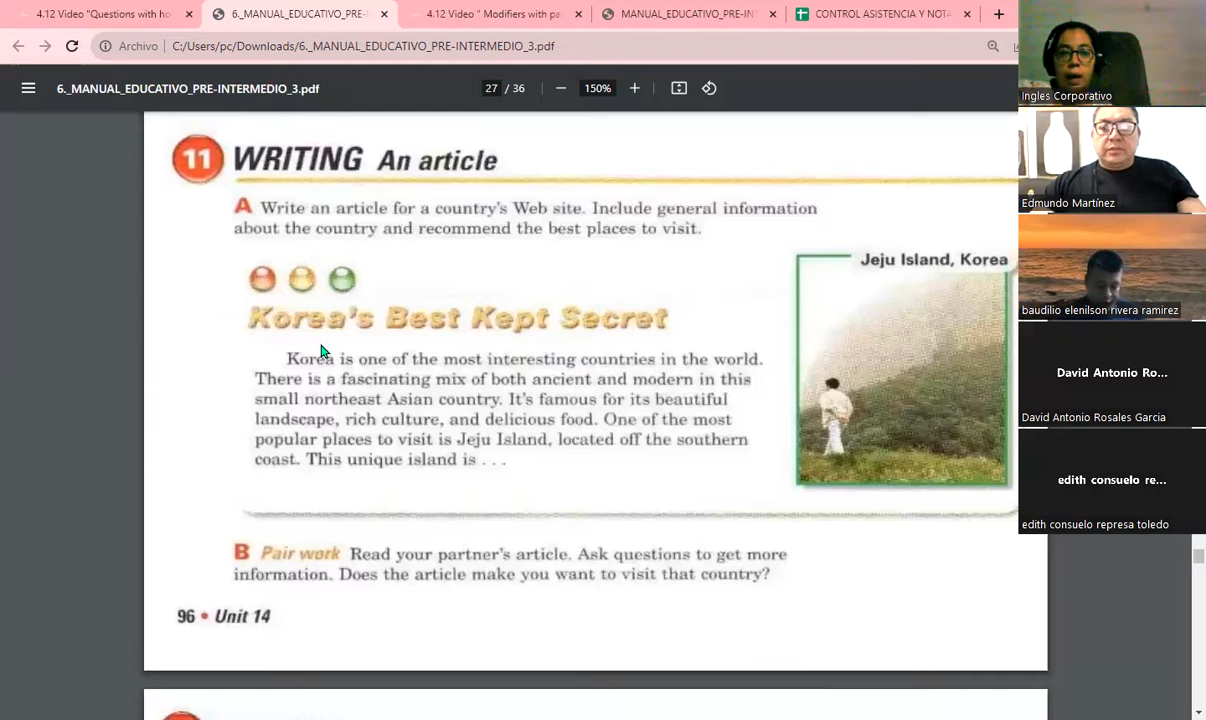 4.12 Video "Questions with ho
6._MANUAL_EDUCATIVO_PRE-I
4.12 Video " Modifiers with pa
MANUAL_EDUCATIVO_PRE-INT
CONTROL ASISTENCIA Y NOTA
Archivo C:/Users/pc/Downloads/6._MANUAL_EDUCATIVO_PRE-INTERMEDIO_3.pdf
6._MANUAL_EDUCATIVO_PRE-INTERMEDIO_3.pdf
27 / 36
150%
11 WRITING An article
A Write an article for a country's Web site. Include general information
about the country and recommend the best places to visit.
Jeju Island, Korea
Korea's Best Kept Secret
Korea is one of the most interesting countries in the world.
There is a fascinating mix of both ancient and modern in this
small northeast Asian country. It's famous for its beautiful
landscape, rich culture, and delicious food. One of the most
popular places to visit is Jeju Island, located off the southern
coast. This unique island is . . .
B Pair work Read your partner's article. Ask questions to get more
information. Does the article make you want to visit that country?
96 • Unit 14
Ingles Corporativo
Edmundo Martínez
baudilio elenilson rivera ramirez
David Antonio Ro...
David Antonio Rosales Garcia
edith consuelo re...
edith consuelo represa toledo